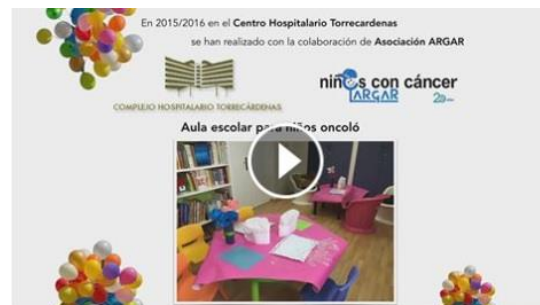 En 2015/2016 en el Centro Hospitalario Torrecardenas
se han realizado con la colaboración de Asociación ARGAR
COMPLEJO HOSPITALARIO TORRECÁRDENAS
niños con cáncer
ARGAR
Aula escolar para niños oncoló